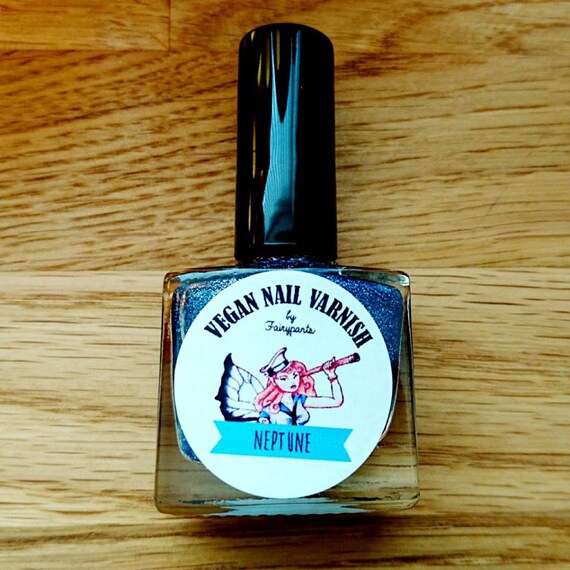 VEGAN NAIL VARNISH
by
Fairypants
NEPTUNE